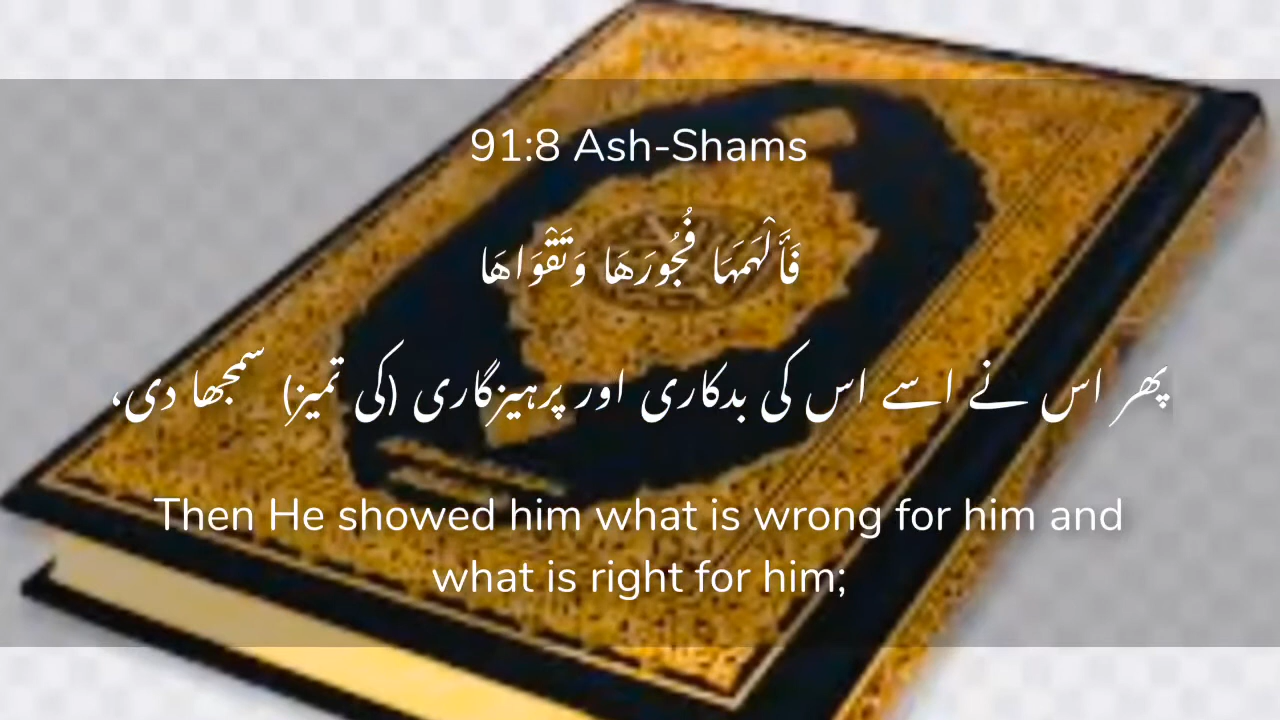 91:8 Ash-Shams
فَأَلْهَمَهَا فُجُورَهَا وَتَقْوَاهَا
پھر اس نے اسے اس کی بدکاری اور پرہیزگاری (کی تمیز) سمجھا دی،
Then He showed him what is wrong for him and
what is right for him;